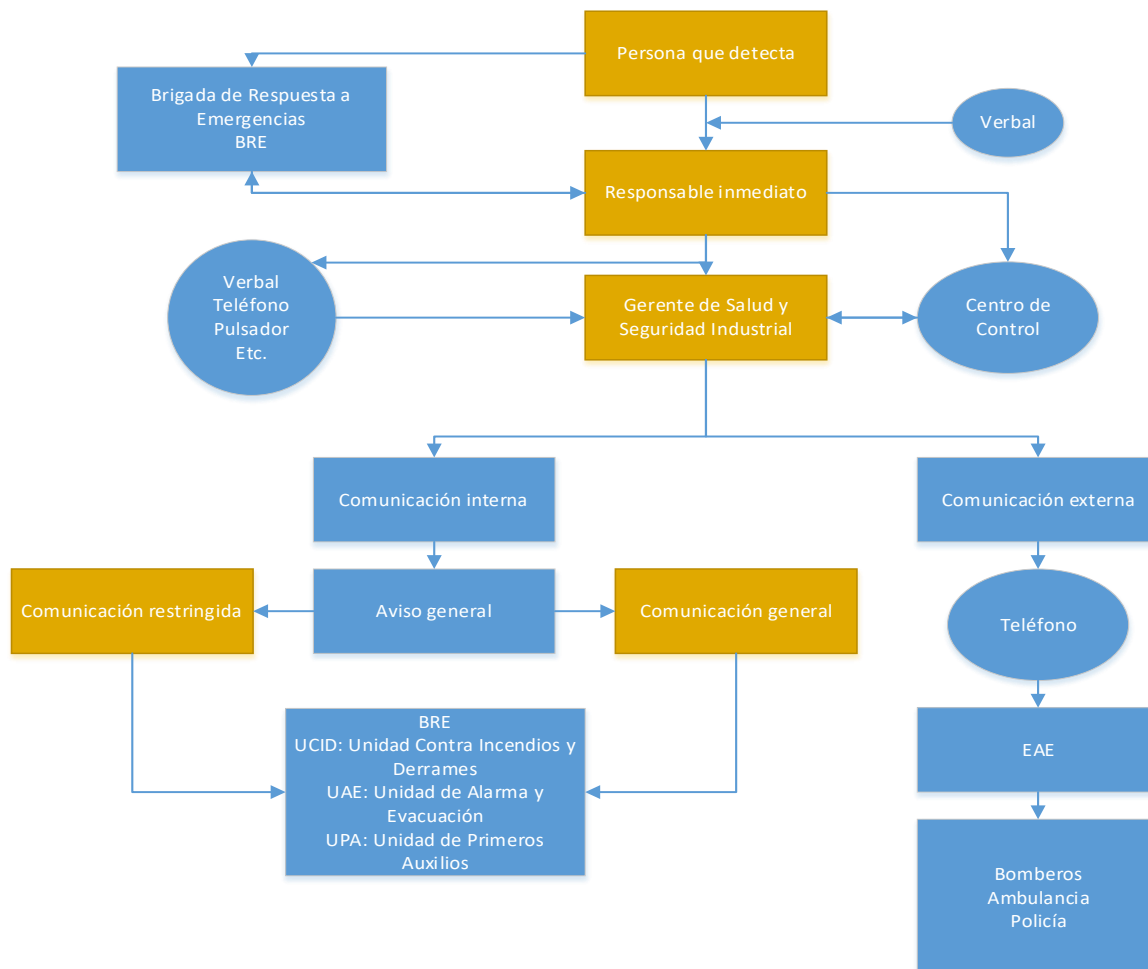 Persona que detecta
Brigada de Respuesta a
Emergencias
BRE
Verbal
Responsable inmediato
Verbal
Teléfono
Pulsador
Etc.
Gerente de Salud y
Seguridad Industrial
Centro de
Control
Comunicación interna
Comunicación externa
Comunicación restringida
Aviso general
Comunicación general
Teléfono
BRE
UCID: Unidad Contra Incendios y
Derrames
UAE: Unidad de Alarma y
Evacuación
UPA: Unidad de Primeros
Auxilios
EAE
Bomberos
Ambulancia
Policía